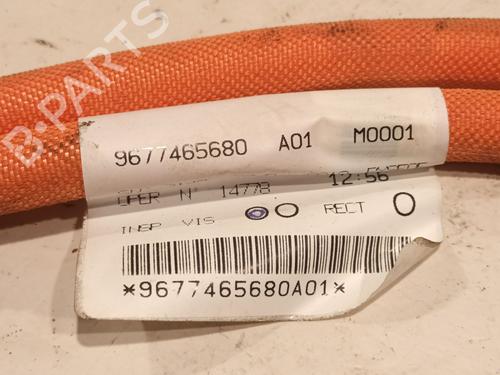 B-PARTS
9677465680 A01 M0001
OPER N° 14778 12:56
INSP VIS RECT
*9677465680A01*